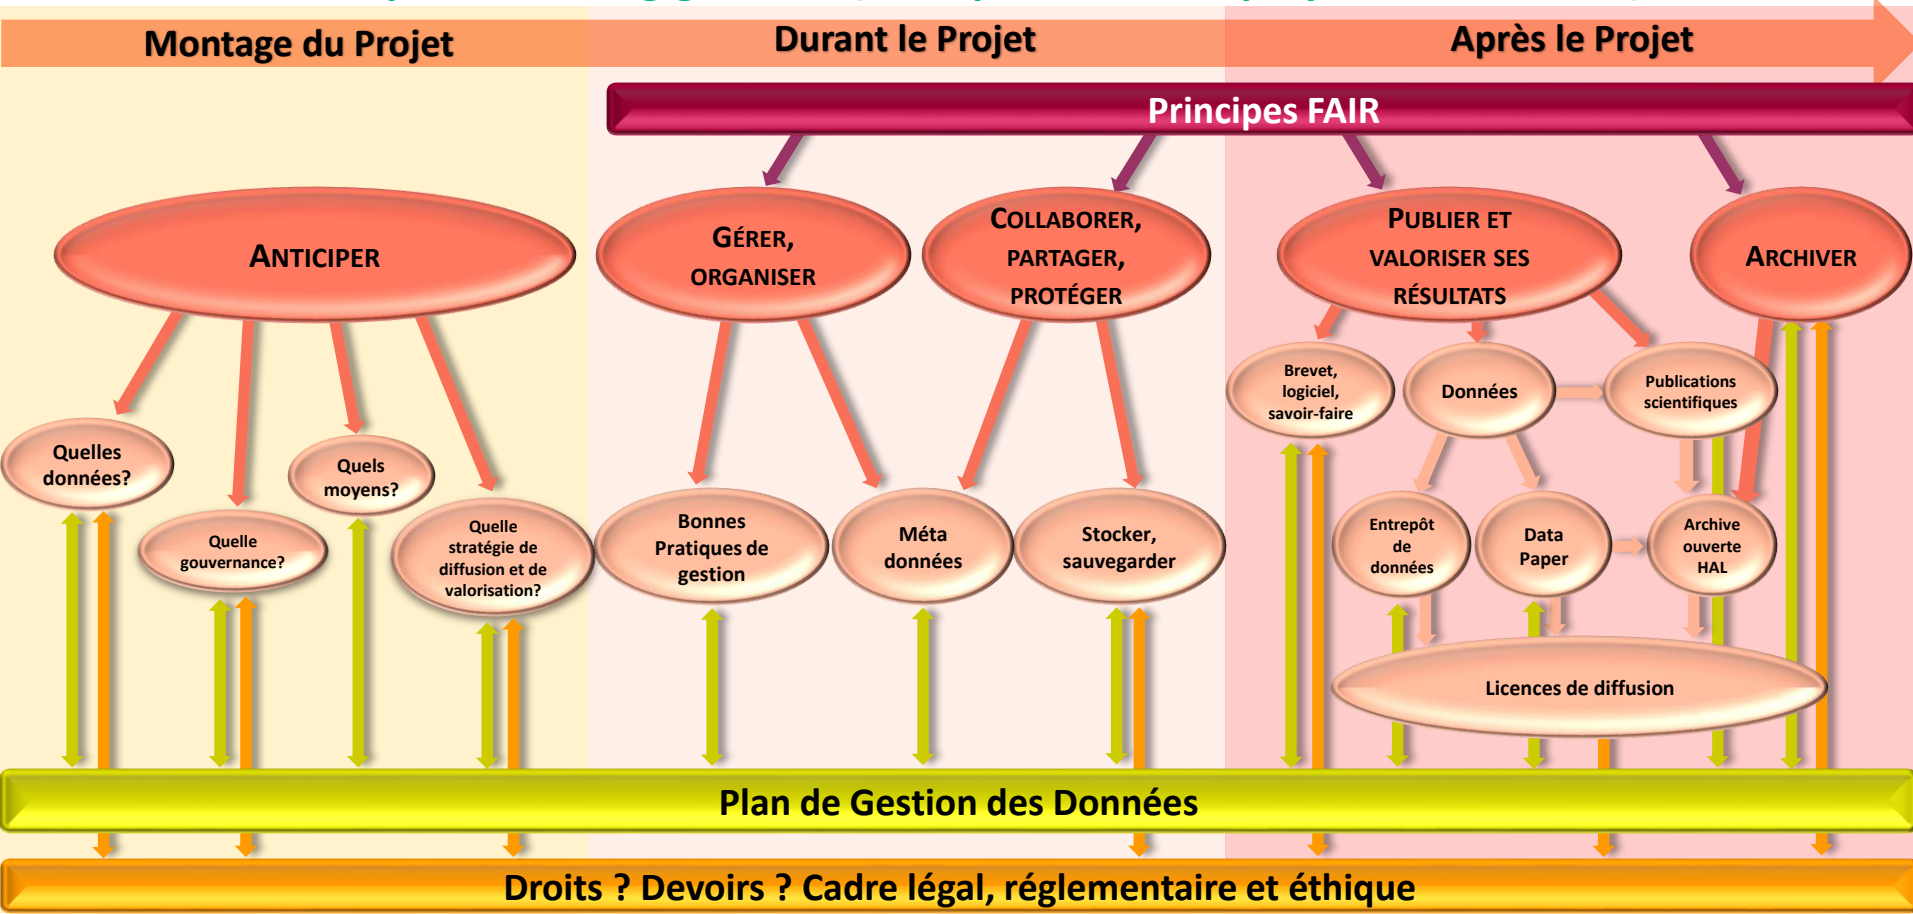 Montage du Projet
Durant le Projet
Après le Projet
Principes FAIR
ANTICIPER
GÉRER,
ORGANISER
COLLABORER,
PARTAGER,
PROTÉGER
PUBLIER ET
VALORISER SES
RÉSULTATS
ARCHIVER
Quelles
données?
Quelle
gouvernance?
Quels
moyens?
Quelle
stratégie de
diffusion et de
valorisation?
Bonnes
Pratiques de
gestion
Méta
données
Stocker,
sauvegarder
Brevet,
logiciel,
savoir-faire
Données
Publications
scientifiques
Entrepôt
de
données
Data
Paper
Archive
ouverte
HAL
Licences de diffusion
Plan de Gestion des Données
Droits ? Devoirs ? Cadre légal, réglementaire et éthique